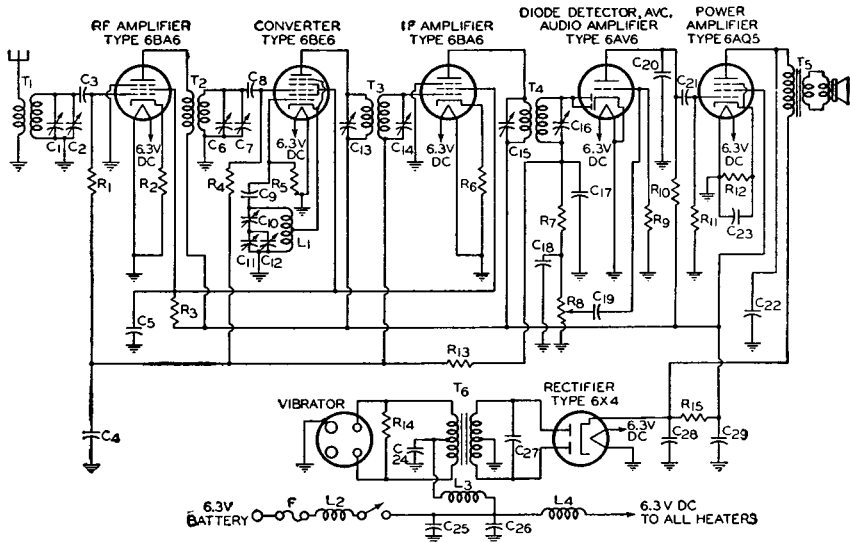 RF AMPLIFIER
TYPE 6BA6
CONVERTER
TYPE 6BE6
IF AMPLIFIER
TYPE 6BA6
DIODE DETECTOR, AVC,
AUDIO AMPLIFIER
TYPE 6AV6
POWER
AMPLIFIER
TYPE 6AQ5
T1
C3
T2
C8
T3
T4
C20
C21
T5
C1
C2
6.3V
DC
C6
C7
6.3V
DC
C13
C14
6.3V
DC
C15
C16
6.3V
DC
6.3V
DC
R1
R2
R4
R5
C9
C10
L1
C11
C12
R6
R7
C17
R9
R10
R11
R12
C23
C18
C5
R3
R8
C19
C22
R13
C4
VIBRATOR
R14
T6
C24
C27
RECTIFIER
TYPE 6X4
6.3V
DC
R15
C28
C29
L3
6.3V
BATTERY
F
L2
C25
C26
L4
6.3V DC
TO ALL HEATERS